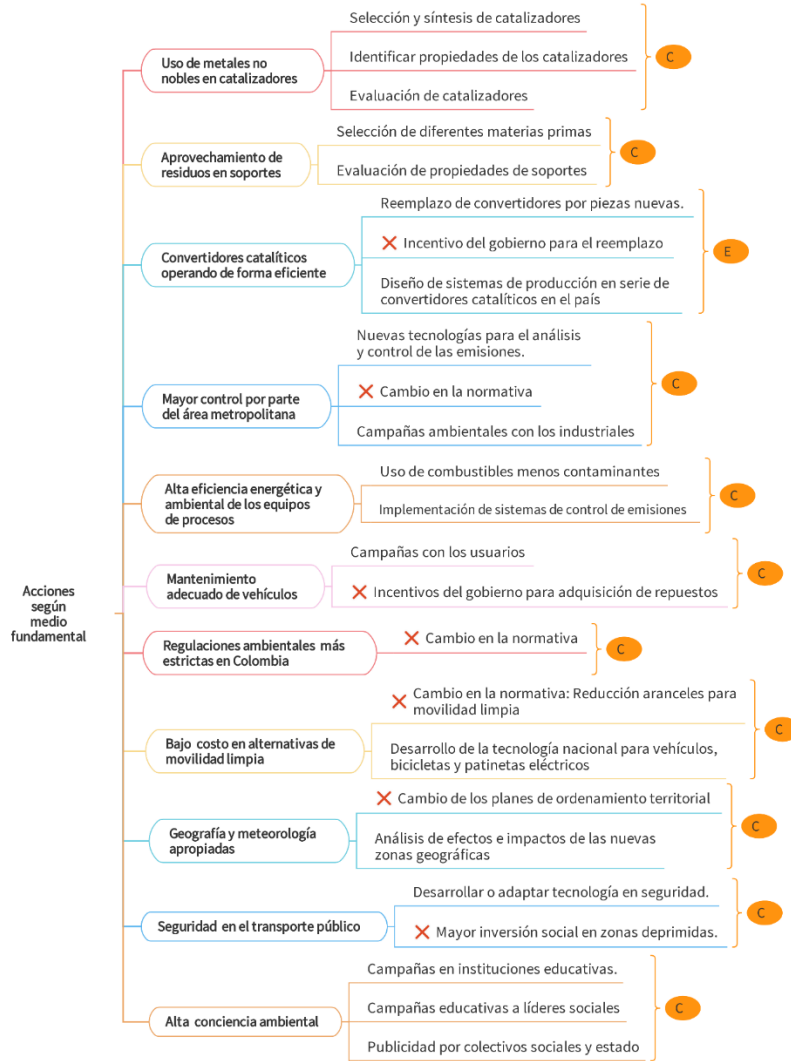 Acciones
según
medio
fundamental
Uso de metales no
nobles en catalizadores
Selección y síntesis de catalizadores
Identificar propiedades de los catalizadores
Evaluación de catalizadores
C
Aprovechamiento de
residuos en soportes
Selección de diferentes materias primas
Evaluación de propiedades de soportes
C
Convertidores catalíticos
operando de forma eficiente
Reemplazo de convertidores por piezas nuevas.
Incentivo del gobierno para el reemplazo
Diseño de sistemas de producción en serie de
convertidores catalíticos en el país
E
Mayor control por parte
del área metropolitana
Nuevas tecnologías para el análisis
y control de las emisiones.
Cambio en la normativa
Campañas ambientales con los industriales
C
Alta eficiencia energética y
ambiental de los equipos
de procesos
Uso de combustibles menos contaminantes
Implementación de sistemas de control de emisiones
C
Mantenimiento
adecuado de vehículos
Campañas con los usuarios
Incentivos del gobierno para adquisición de repuestos
C
Regulaciones ambientales más
estrictas en Colombia
Cambio en la normativa
C
Bajo costo en alternativas de
movilidad limpia
Cambio en la normativa: Reducción aranceles para
movilidad limpia
Desarrollo de la tecnología nacional para vehículos,
bicicletas y patinetas eléctricos
C
Geografía y meteorología
apropiadas
Cambio de los planes de ordenamiento territorial
Análisis de efectos e impactos de las nuevas
zonas geográficas
C
Seguridad en el transporte público
Desarrollar o adaptar tecnología en seguridad.
Mayor inversión social en zonas deprimidas.
C
Alta conciencia ambiental
Campañas en instituciones educativas.
Campañas educativas a líderes sociales
Publicidad por colectivos sociales y estado
C